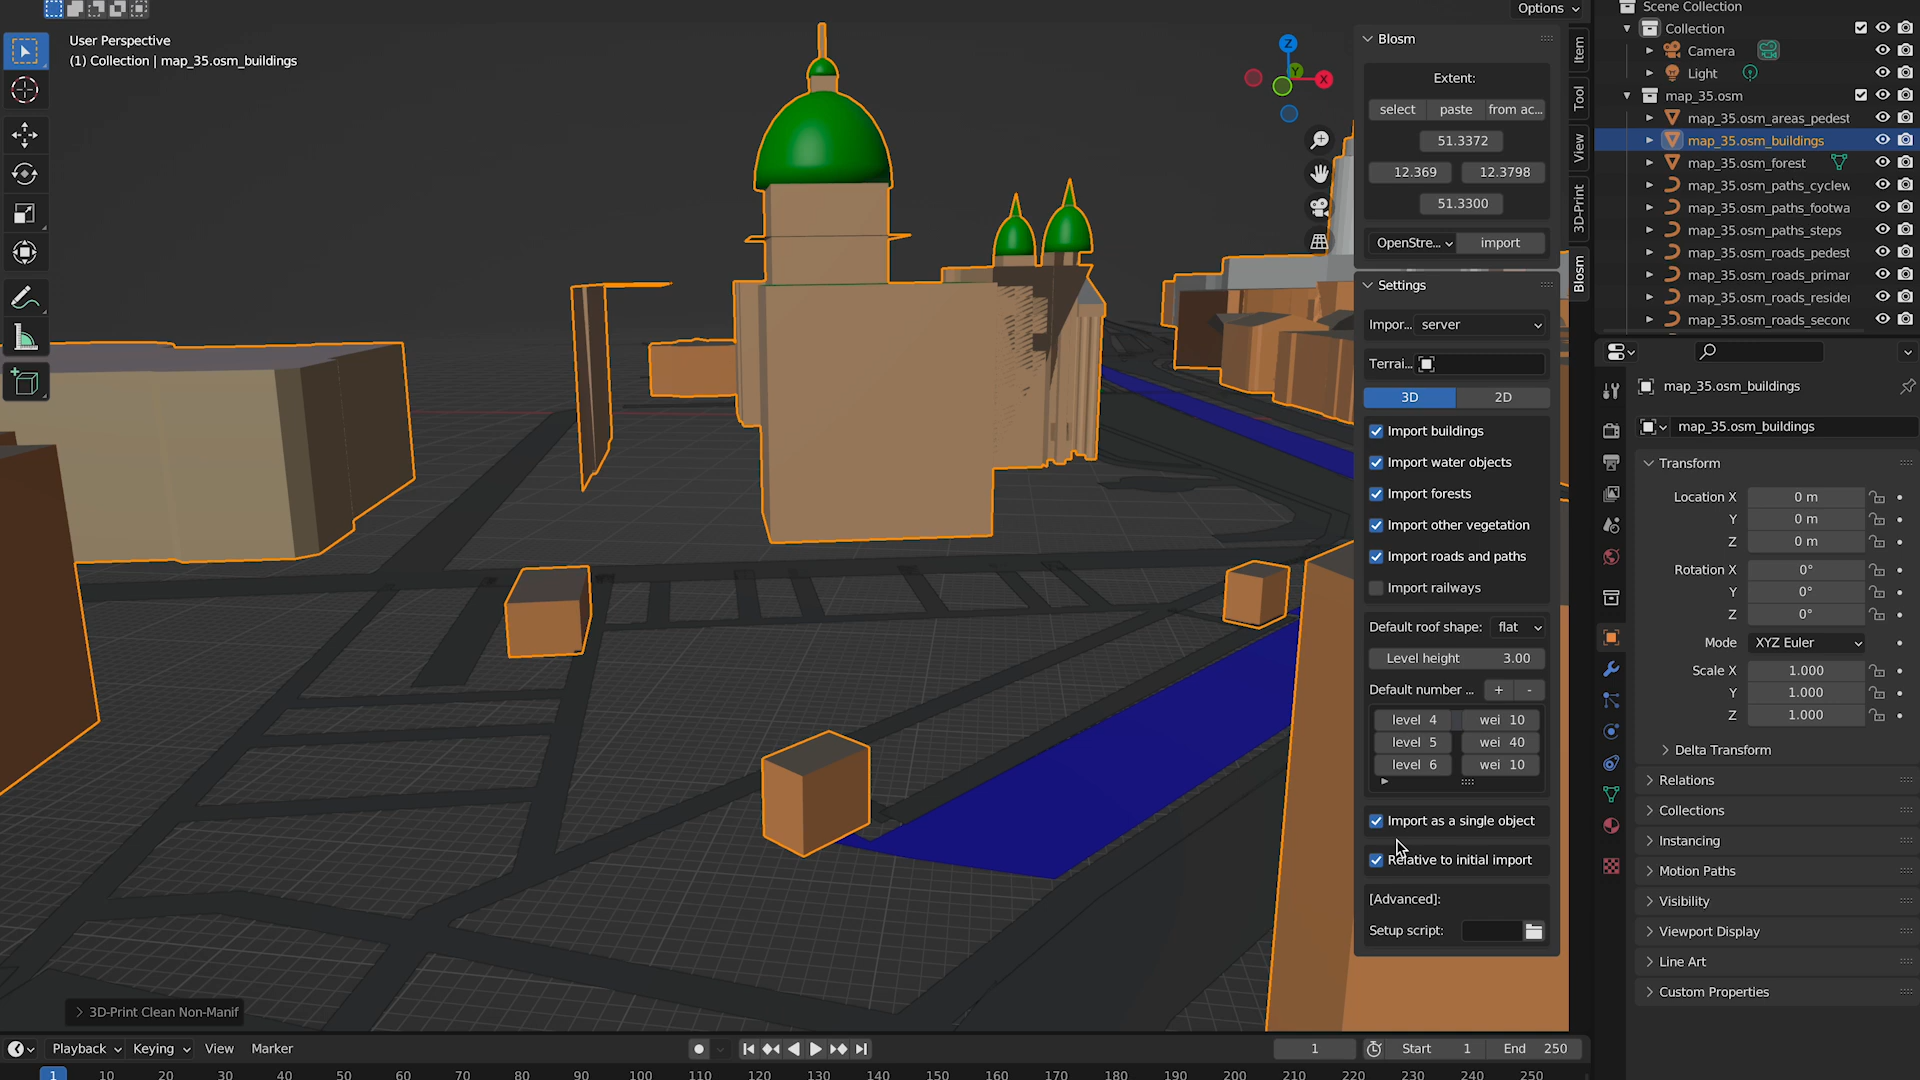 Options
User Perspective
(1) Collection | map_35.osm_buildings
Z
Y
X
3D-Print Clean Non-Manif
Blosm
Extent:
select
paste
from ac...
51.3372
12.369
12.3798
51.3300
OpenStre...
import
Settings
Impor...
server
Terrai...
3D
2D
Import buildings
Import water objects
Import forests
Import other vegetation
Import roads and paths
Import railways
Default roof shape:
flat
Level height 3.00
Default number ...
+
-
level 4
wei 10
level 5
wei 40
level 6
wei 10
Import as a single object
Relative to initial import
[Advanced]:
Setup script:
Item
Tool
View
3D-Print
Blosm
Scene Collection
Collection
Camera
Light
map_35.osm
map_35.osm_areas_pedest
map_35.osm_buildings
map_35.osm_forest
map_35.osm_paths_cyclew
map_35.osm_paths_footwa
map_35.osm_paths_steps
map_35.osm_roads_pedest
map_35.osm_roads_primar
map_35.osm_roads_resider
map_35.osm_roads_second
map_35.osm_buildings
map_35.osm_buildings
Transform
Location X 0 m
Y 0 m
Z 0 m
Rotation X 0°
Y 0°
Z 0°
Mode XYZ Euler
Scale X 1.000
Y 1.000
Z 1.000
Delta Transform
Relations
Collections
Instancing
Motion Paths
Visibility
Viewport Display
Line Art
Custom Properties
Playback
Keying
View
Marker
1
Start 1
End 250
1 10 20 30 40 50 60 70 80 90 100 110 120 130 140 150 160 170 180 190 200 210 220 230 240 250